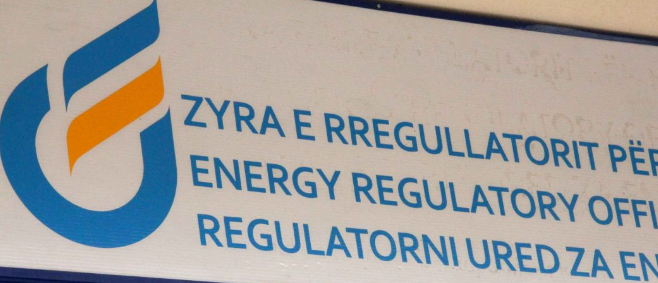 ZYRA E RREGULLATORIT PËR
ENERGY REGULATORY OFFI
REGULATORNI URED ZA EN